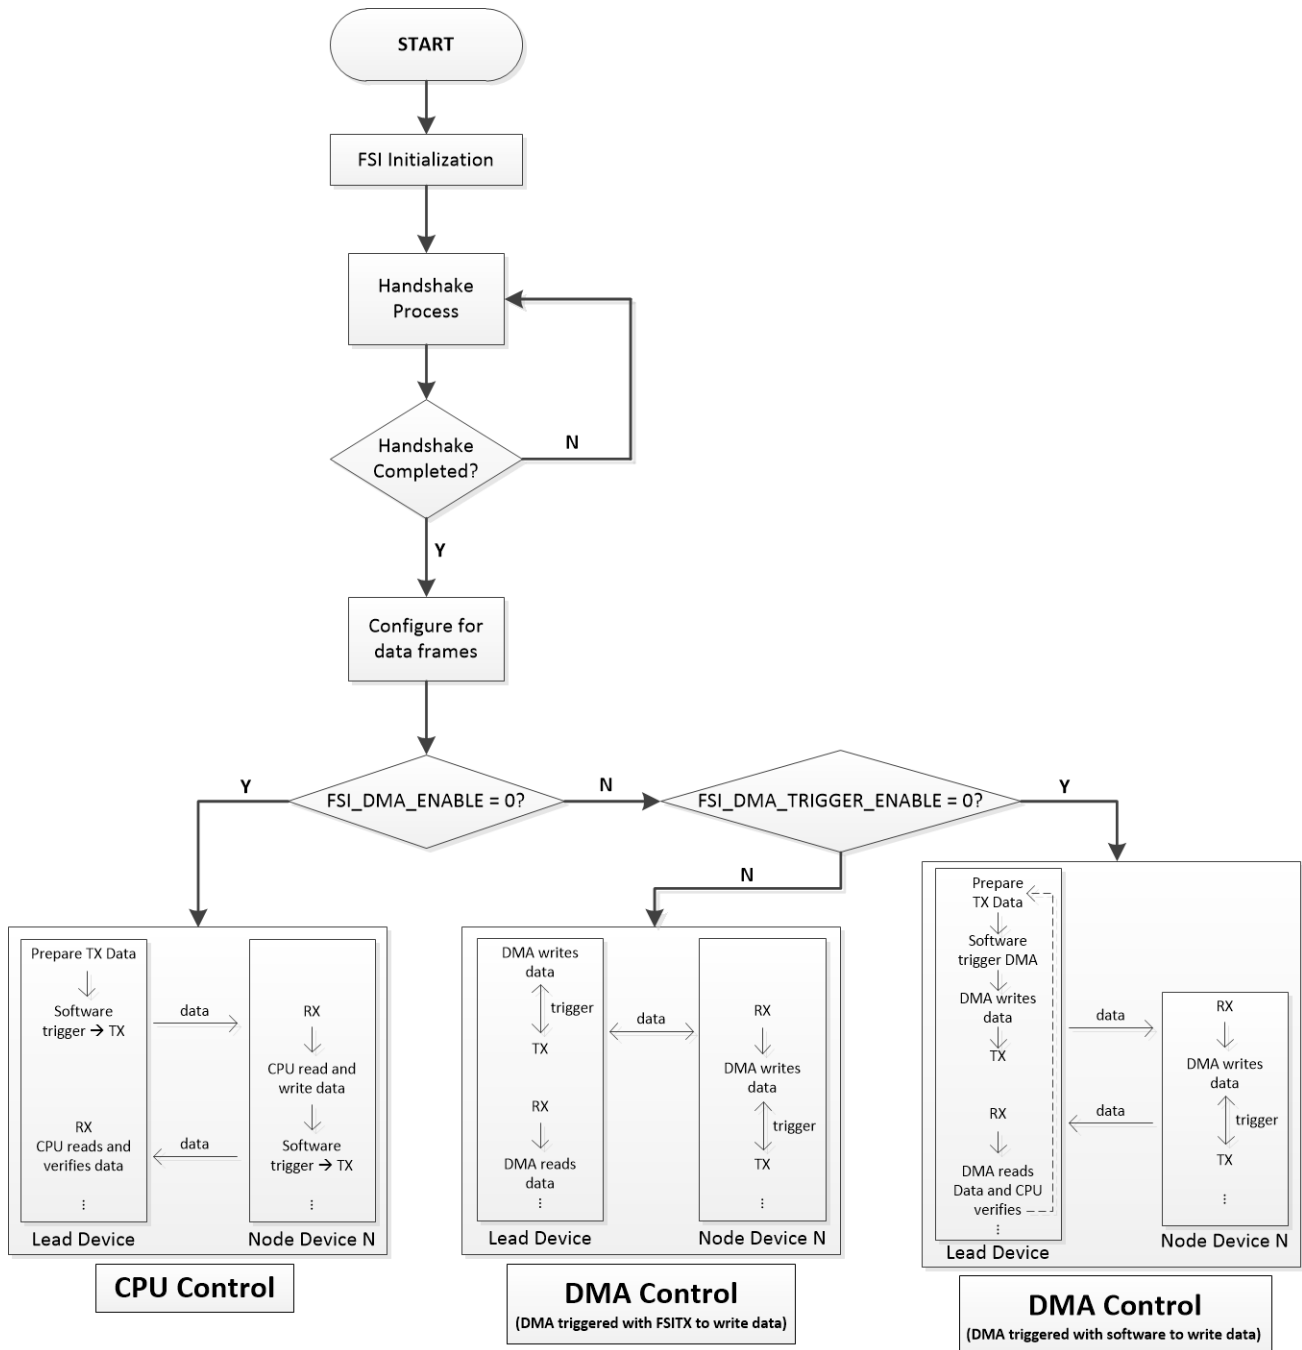 START
FSI Initialization
Handshake
Process
Handshake
Completed?
N
Y
Configure for
data frames
Y
FSI_DMA_ENABLE = 0?
N
FSI_DMA_TRIGGER_ENABLE = 0?
Y
N
Prepare TX Data
Software
trigger → TX
RX
CPU reads and
verifies data
⋮
Lead Device
data
data
RX
CPU read and
write data
Software
trigger → TX
⋮
Node Device N
CPU Control
DMA writes
data
trigger
TX
RX
DMA reads
data
⋮
Lead Device
data
RX
DMA writes
data
trigger
TX
⋮
Node Device N
DMA Control
(DMA triggered with FSITX to write data)
Prepare
TX Data
Software
trigger DMA
DMA writes
data
TX
RX
DMA reads
Data and CPU
verifies
⋮
Lead Device
data
data
RX
DMA writes
data
trigger
TX
⋮
Node Device N
DMA Control
(DMA triggered with software to write data)